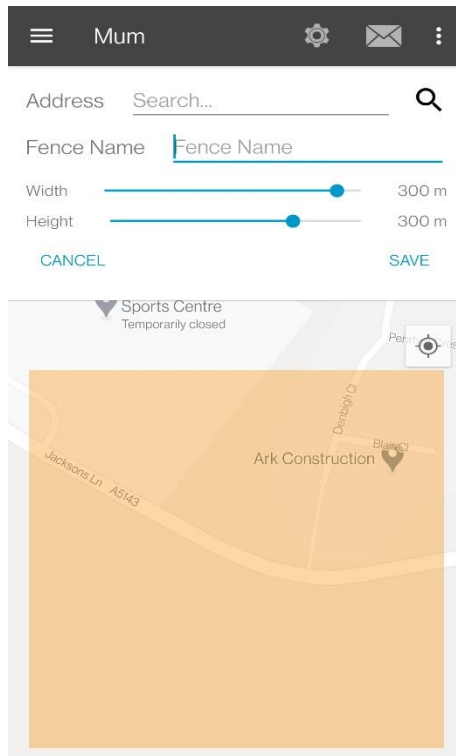 Mum
Address Search...
Fence Name Fence Name
Width 300 m
Height 300 m
CANCEL SAVE
Sports Centre
Temporarily closed
Denbigh Cl
Blair Cl
Ark Construction
Jacksons Ln A5143